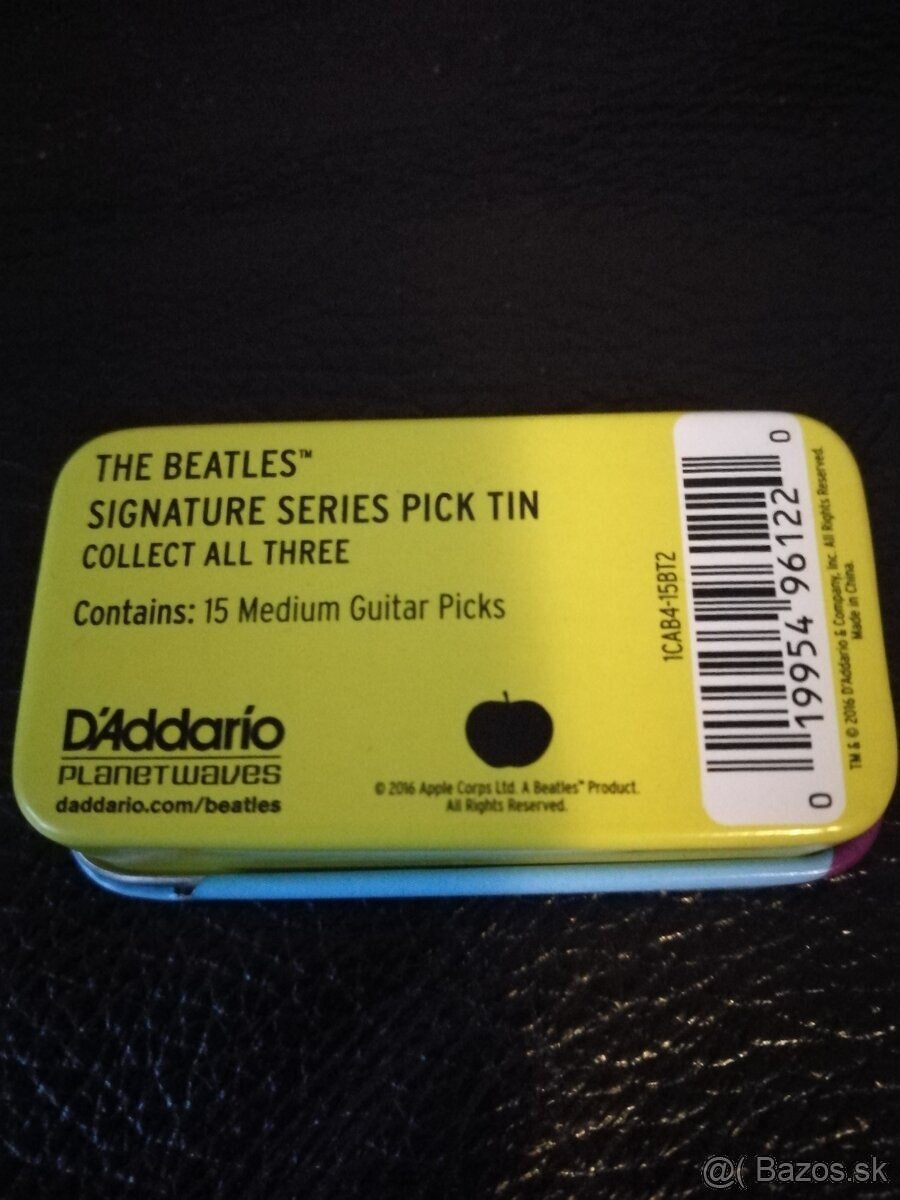 THE BEATLES™
SIGNATURE SERIES PICK TIN
COLLECT ALL THREE
Contains: 15 Medium Guitar Picks
D'Addario
PLANET WAVES
daddario.com/beatles
© 2016 Apple Corps Ltd. A Beatles™ Product.
All Rights Reserved.
1CAB4-15BT2
0 19954 96122 0
TM & © 2016 D'Addario & Company, Inc. All Rights Reserved.
Made in China.
@( Bazos.sk